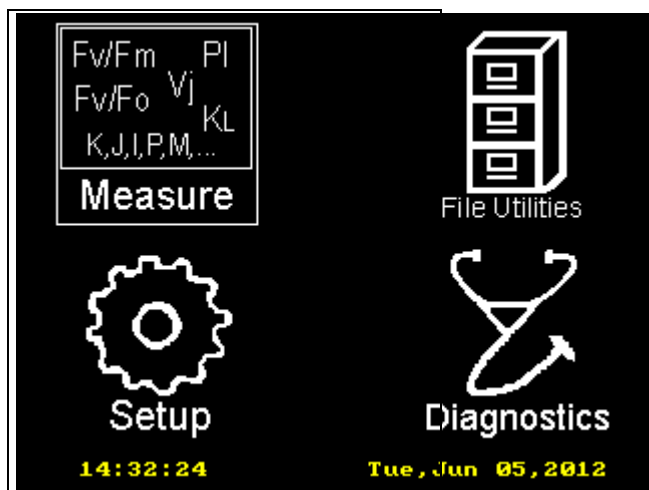 Fv/Fm PI
Fv/Fo Vj
KL
K,J,I,P,M,...
Measure
File Utilities
Setup
Diagnostics
14:32:24
Tue,Jun 05,2012